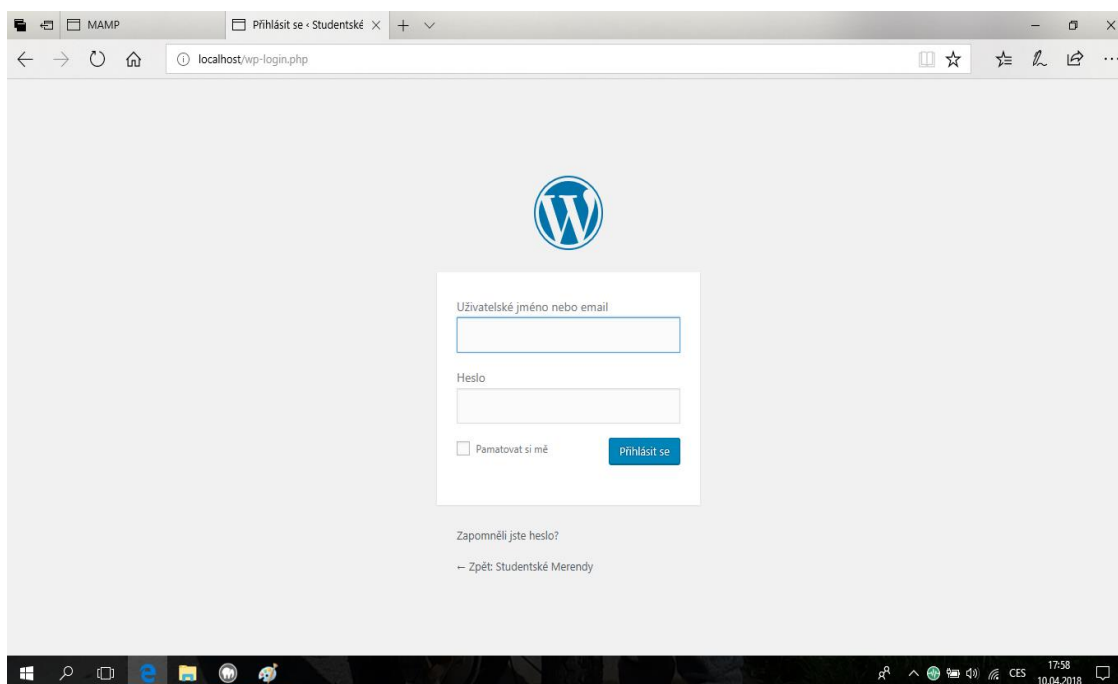 MAMP
Přihlásit se ‹ Studentské
localhost/wp-login.php
Uživatelské jméno nebo email
Heslo
Pamatovat si mě
Přihlásit se
Zapomněli jste heslo?
← Zpět: Studentské Merendy
CES
17:58
10.04.2018